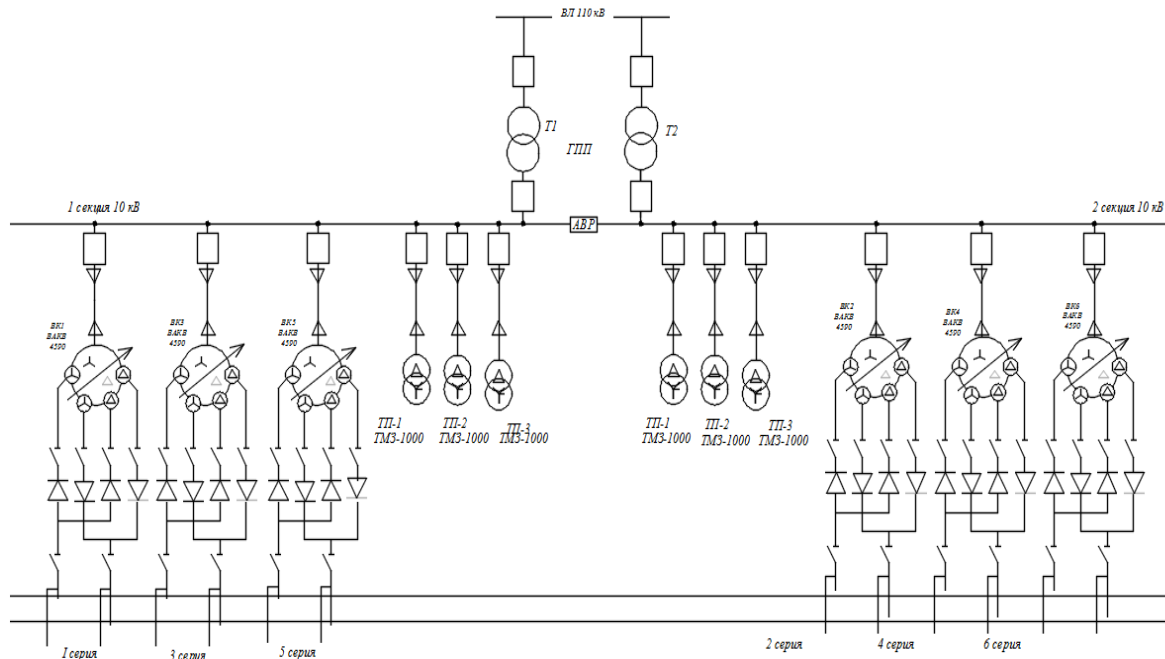 ВЛ 110 кВ
Т1
Т2
ГПП
1 секция 10 кВ
АВР
2 секция 10 кВ
ВК1
ВАКВ
4590
ВК3
ВАКВ
4590
ВК5
ВАКВ
4590
ВК2
ВАКВ
4590
ВК4
ВАКВ
4590
ВК6
ВАКВ
4590
ТП-1
ТМЗ-1000
ТП-2
ТМЗ-1000
ТП-3
ТМЗ-1000
ТП-1
ТМЗ-1000
ТП-2
ТМЗ-1000
ТП-3
ТМЗ-1000
1 серия
3 серия
5 серия
2 серия
4 серия
6 серия